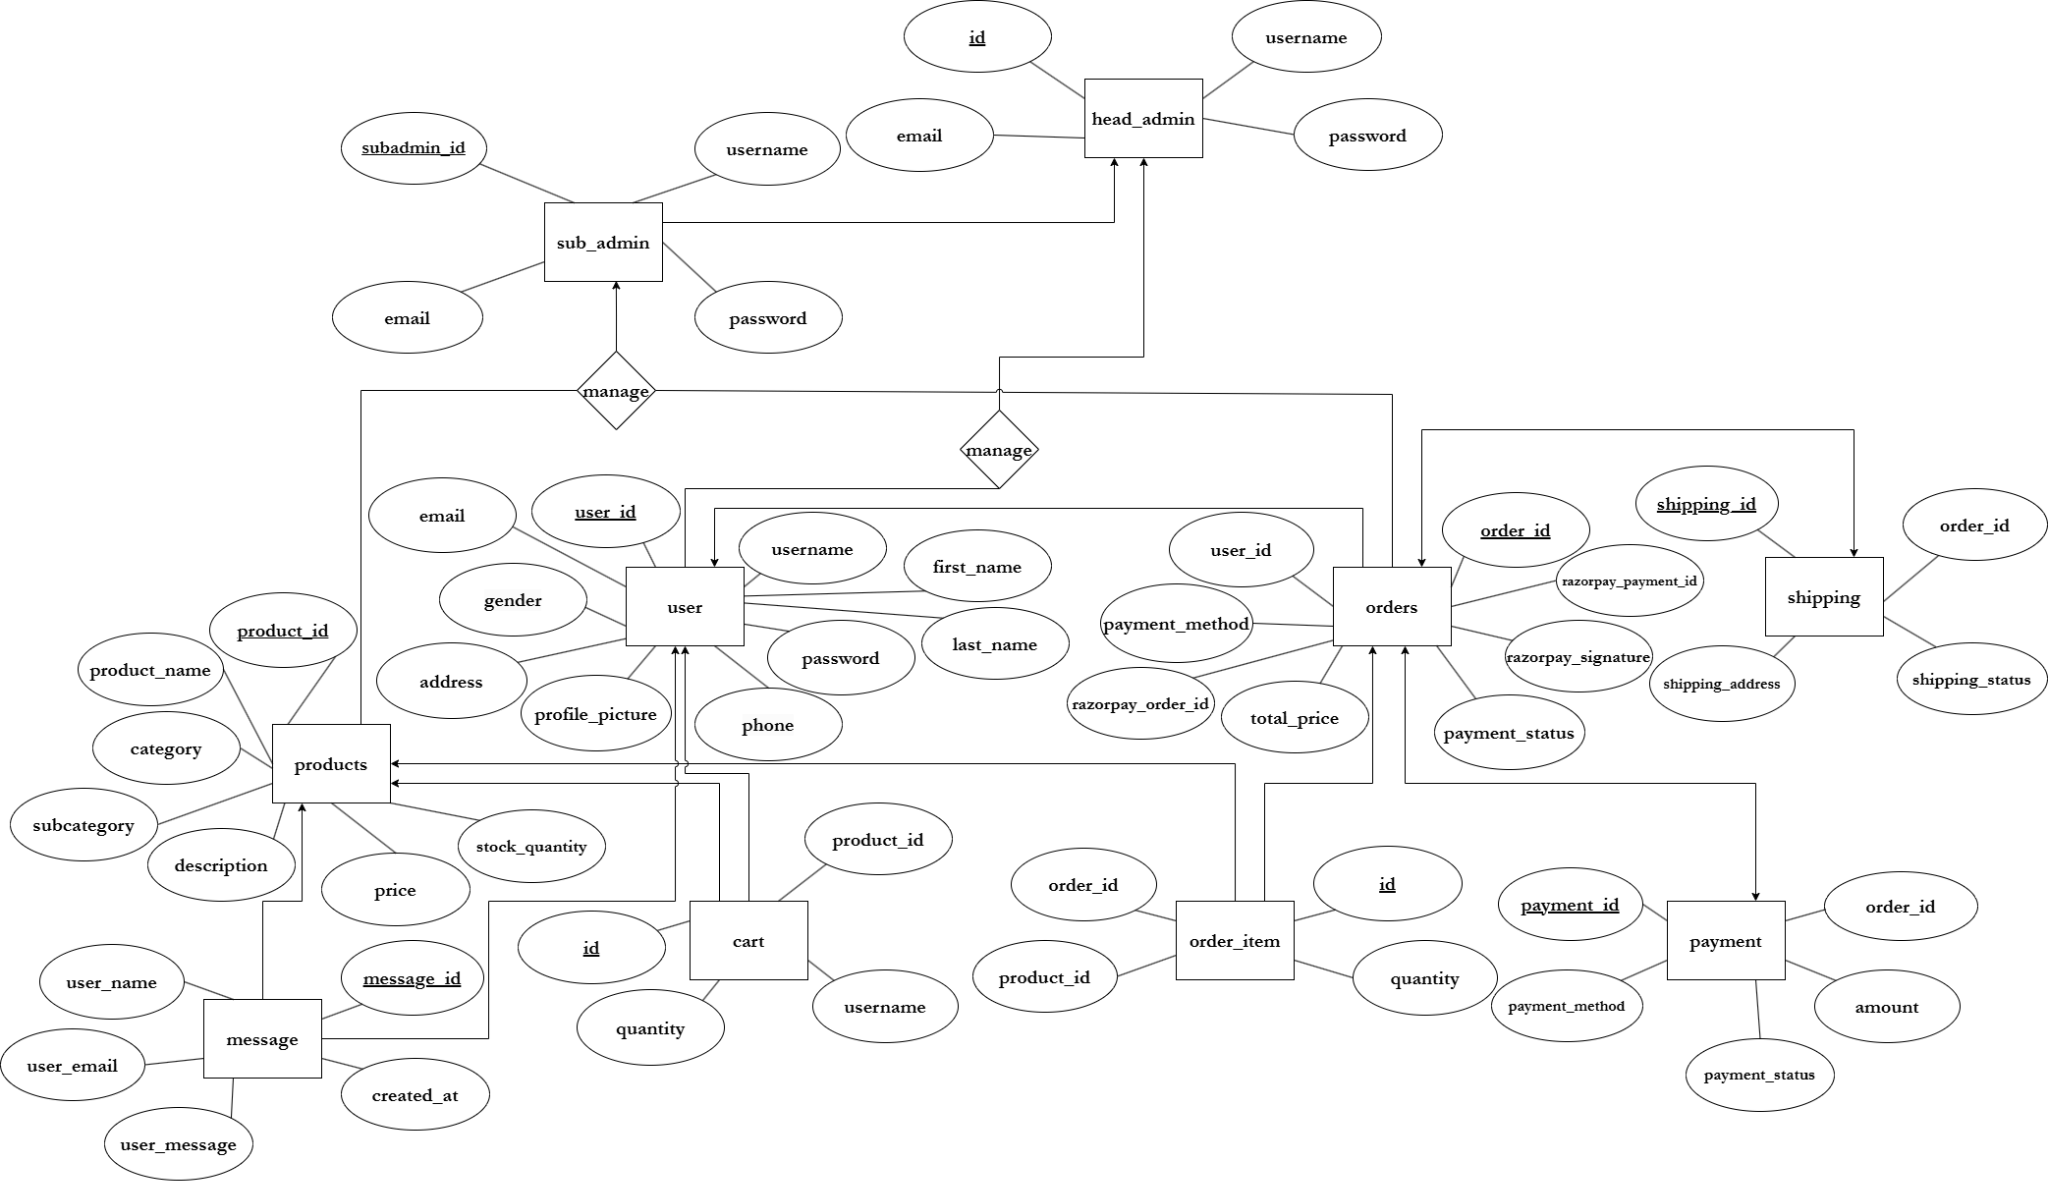 id
username
head_admin
email
password
subadmin_id
username
sub_admin
email
password
manage
manage
email
user_id
username
first_name
gender
user
last_name
password
address
profile_picture
phone
user_id
order_id
razorpay_payment_id
payment_method
orders
razorpay_signature
razorpay_order_id
total_price
payment_status
shipping_id
order_id
shipping
shipping_address
shipping_status
product_id
product_name
category
products
subcategory
description
price
stock_quantity
user_name
message_id
message
user_email
created_at
user_message
product_id
id
cart
quantity
username
order_id
id
order_item
product_id
quantity
payment_id
order_id
payment
payment_method
amount
payment_status